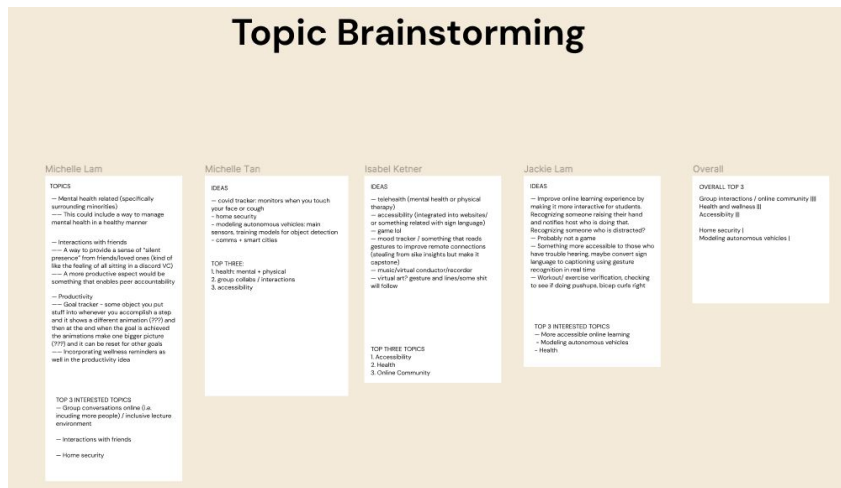 Topic Brainstorming
Michelle Lam
TOPICS
— Mental health related (specifically
surrounding minorities)
—— This could include a way to manage
mental health in a healthy manner
— Interactions with friends
—— A way to provide a sense of "silent
presence" from friends/loved ones (kind of
like the feeling of all sitting in a discord VC)
—— A more productive aspect would be
something that enables peer accountability
— Productivity
—— Goal tracker - some object you put
stuff into whenever you accomplish a step
and it shows a different animation (???) and
then at the end when the goal is achieved
the animations make one bigger picture
(???) and it can be reset for other goals
—— Incorporating wellness reminders as
well in the productivity idea
TOP 3 INTERESTED TOPICS
— Group conversations online (i.e.
incuding more people) / inclusive lecture
environment
— Interactions with friends
— Home security
Michelle Tan
IDEAS
— covid tracker: monitors when you touch
your face or cough
- home security
- modeling autonomous vehicles: main
sensors, training models for object detection
- comms + smart cities
TOP THREE:
1. health: mental + physical
2. group collabs / interactions
3. accessibility
Isabel Ketner
IDEAS
— telehealth (mental health or physical
therapy)
— accessibility (integrated into websites/
or something related with sign language)
— game lol
— mood tracker / something that reads
gestures to improve remote connections
(stealing from sike insights but make it
capstone)
— music/virtual conductor/recorder
— virtual art? gesture and lines/some shit
will follow
TOP THREE TOPICS
1. Accessibility
2. Health
3. Online Community
Jackie Lam
IDEAS
— Improve online learning experience by
making it more interactive for students.
Recognizing someone raising their hand
and notifies host who is doing that.
Recognizing someone who is distracted?
— Probably not a game
— Something more accessible to those who
have trouble hearing, maybe convert sign
language to captioning using gesture
recognition in real time
— Workout/ exercise verification, checking
to see if doing pushups, bicep curls right
TOP 3 INTERESTED TOPICS
— More accessible online learning
- Modeling autonomous vehicles
- Health
Overall
OVERALL TOP 3
Group interactions / online community ||||
Health and wellness |||
Accessibiity |||
Home security |
Modeling autonomous vehicles |